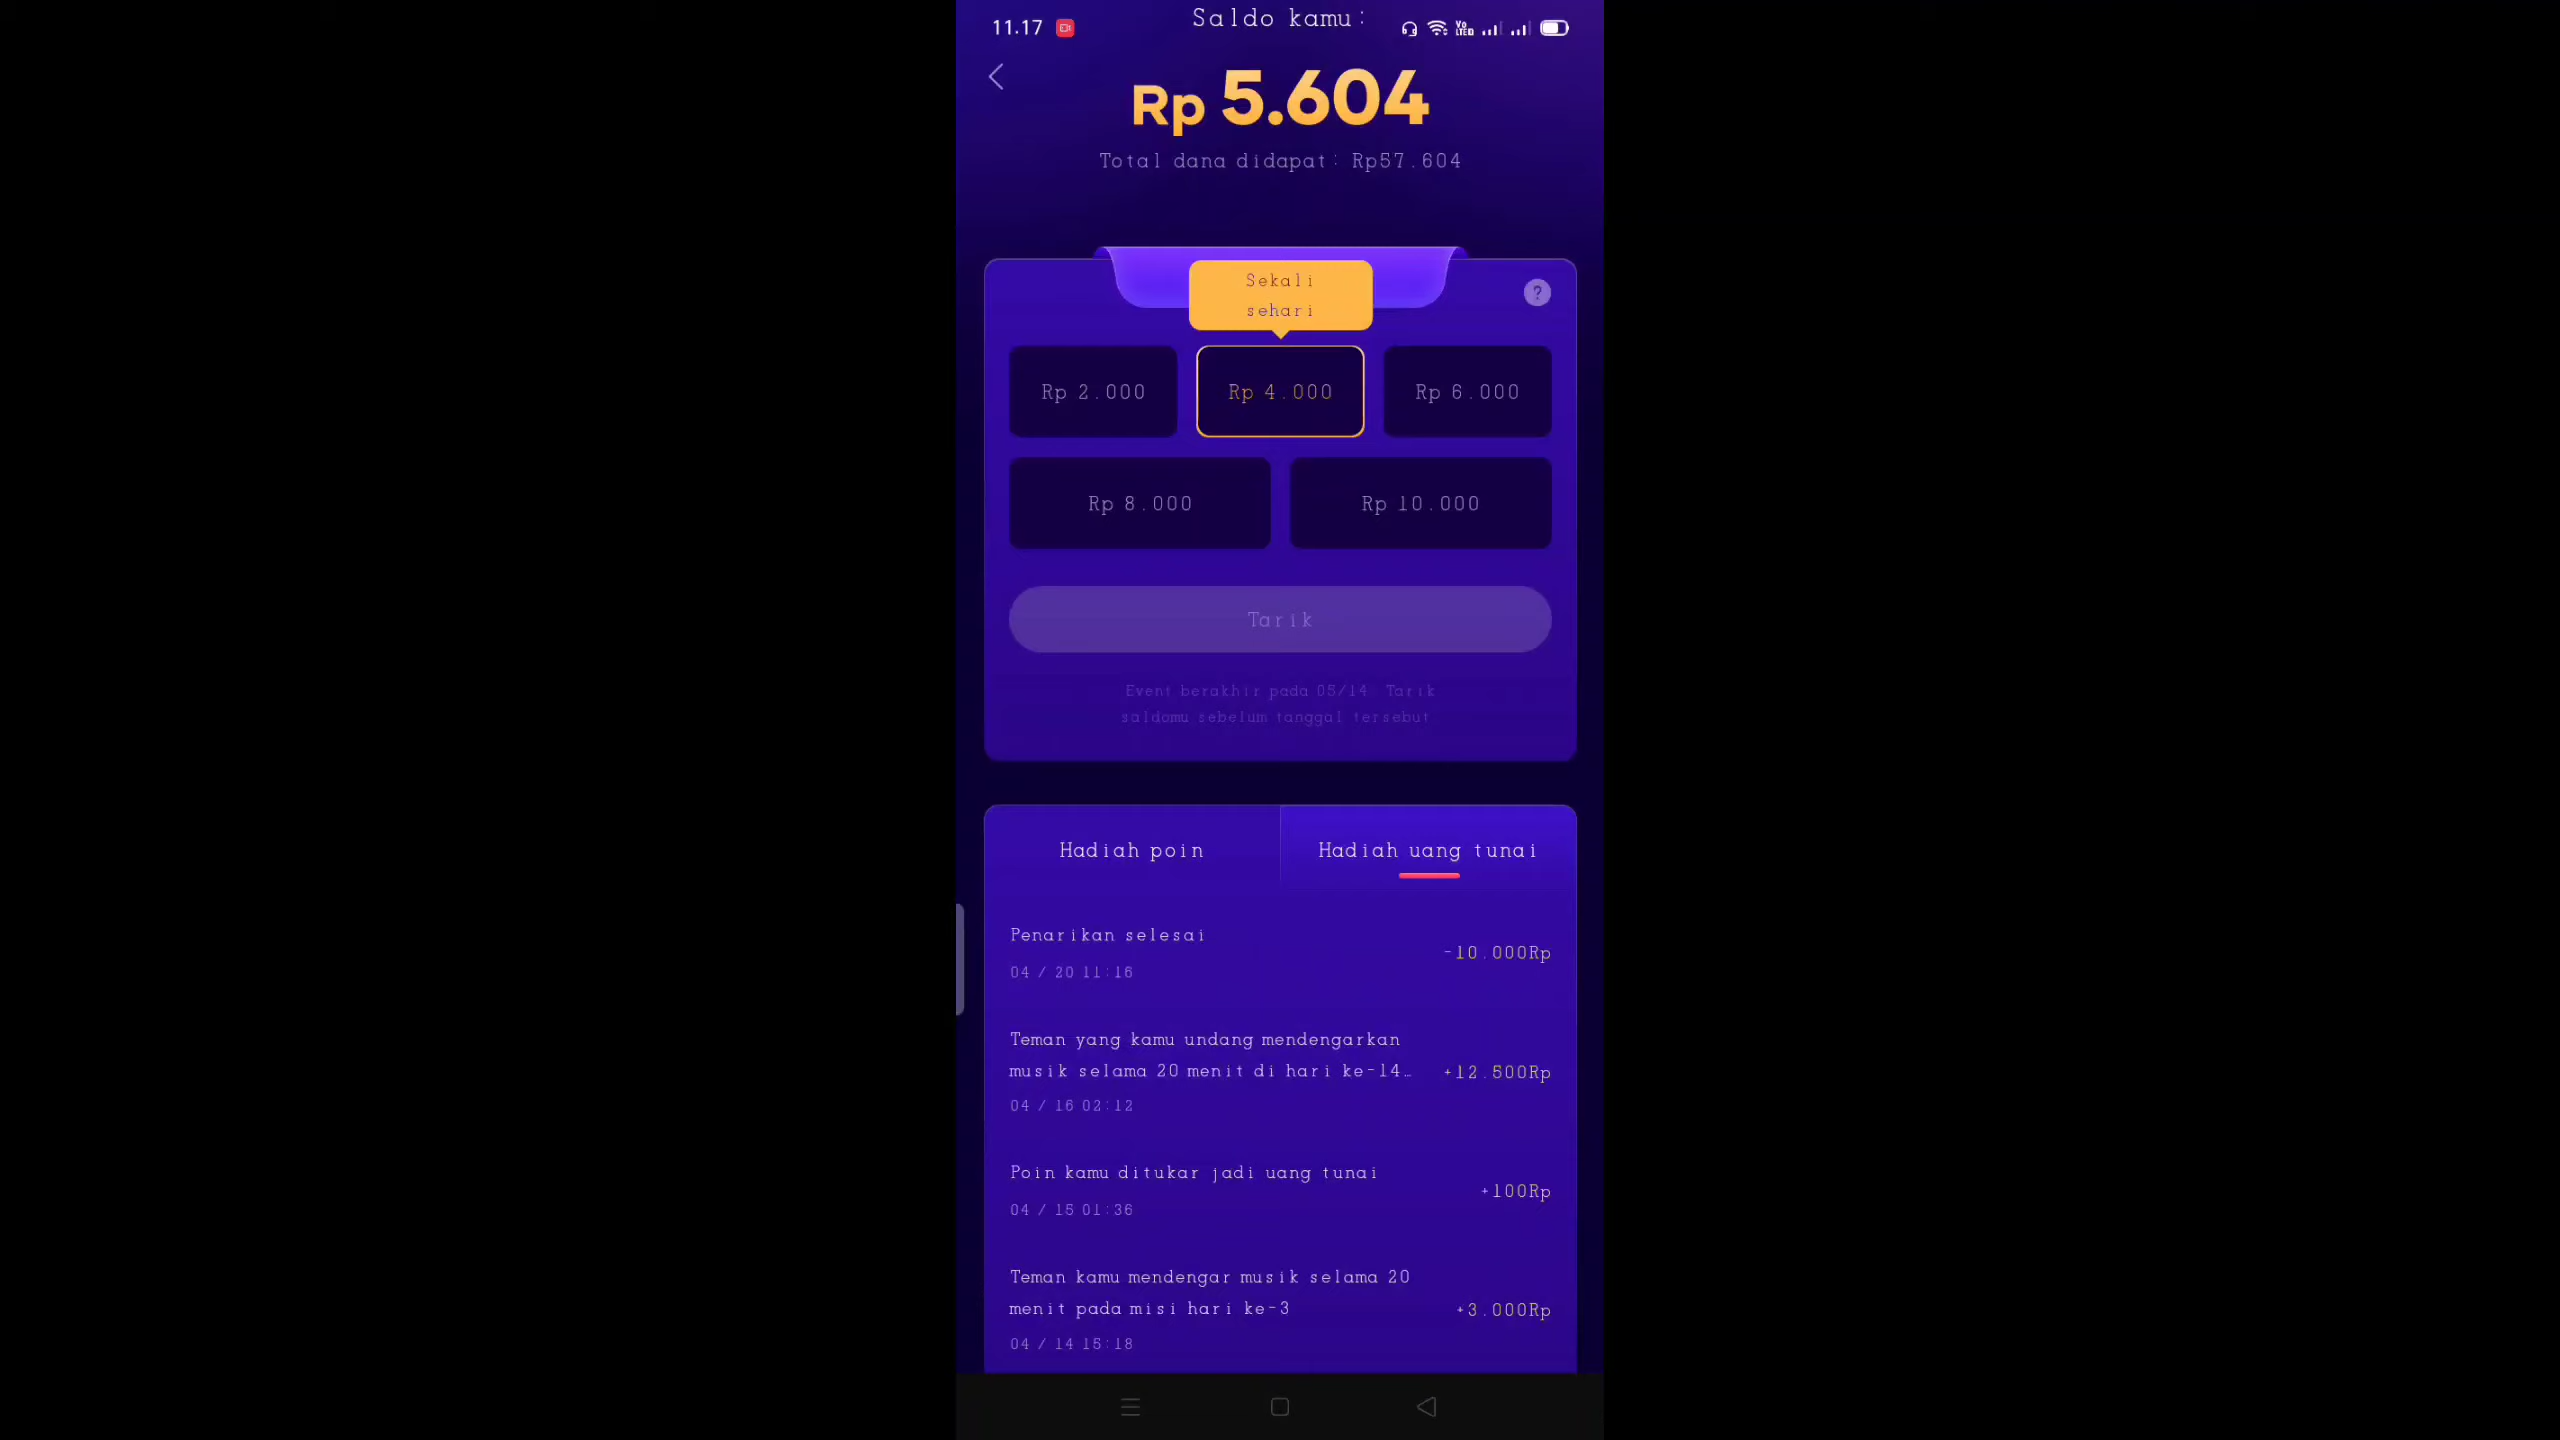 Saldo kamu:
11.17
Rp 5.604
Total dana didapat: Rp57.604
Sekali
sehari
?
Rp 2.000
Rp 4.000
Rp 6.000
Rp 8.000
Rp 10.000
Tarik
Event berakhir pada 05/14. Tarik
saldomu sebelum tanggal tersebut
Hadiah poin
Hadiah uang tunai
Penarikan selesai
-10.000Rp
04 / 20 11:16
Teman yang kamu undang mendengarkan
musik selama 20 menit di hari ke-14…
+12.500Rp
04 / 16 02:12
Poin kamu ditukar jadi uang tunai
+100Rp
04 / 15 01:36
Teman kamu mendengar musik selama 20
menit pada misi hari ke-3
+3.000Rp
04 / 14 15:18